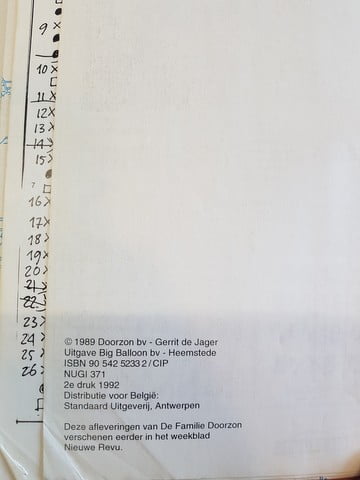 9 x
10 x
11 x
12 x
13 x
14 x
15 x
16 x
17 x
18 x
19 x
20 x
21 x
22 x
23 x
24 x
25 x
26 x
© 1989 Doorzon bv - Gerrit de Jager
Uitgave Big Balloon bv - Heemstede
ISBN 90 542 5233 2/CIP
NUGI 371
2e druk 1992
Distributie voor België:
Standaard Uitgeverij, Antwerpen
Deze afleveringen van De Familie Doorzon
verschenen eerder in het weekblad
Nieuwe Revu.